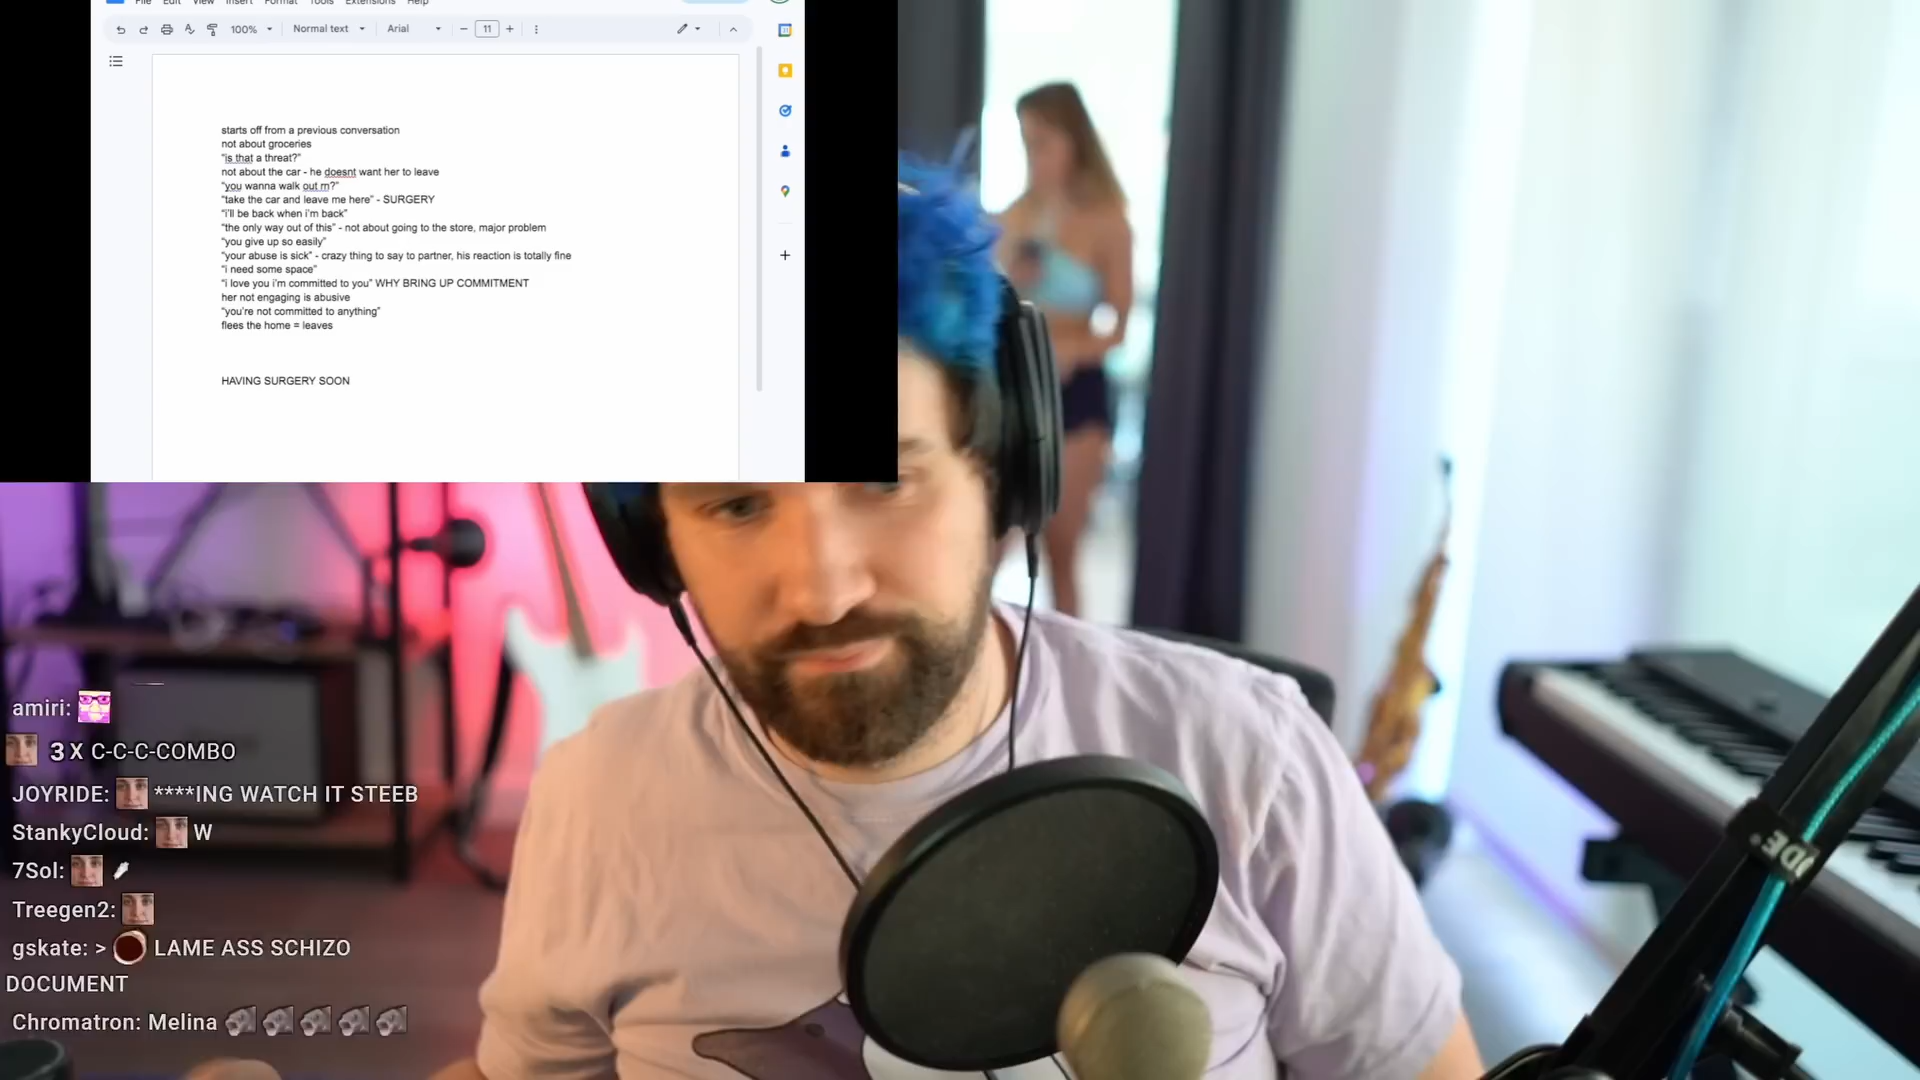 File Edit View Insert Format Tools Extensions Help
100% Normal text Arial 11
starts off from a previous conversation
not about groceries
“is that a threat?”
not about the car - he doesnt want her to leave
“you wanna walk out rn?”
“take the car and leave me here” - SURGERY
“i’ll be back when i’m back”
“the only way out of this” - not about going to the store, major problem
“you give up so easily”
“your abuse is sick” - crazy thing to say to partner, his reaction is totally fine
“i need some space”
“i love you i’m committed to you” WHY BRING UP COMMITMENT
her not engaging is abusive
“you’re not committed to anything”
flees the home = leaves
HAVING SURGERY SOON
amiri:
3 X C-C-C-COMBO
JOYRIDE: ****ING WATCH IT STEEB
StankyCloud: W
7Sol:
Treegen2:
gskate: > LAME ASS SCHIZO
DOCUMENT
Chromatron: Melina